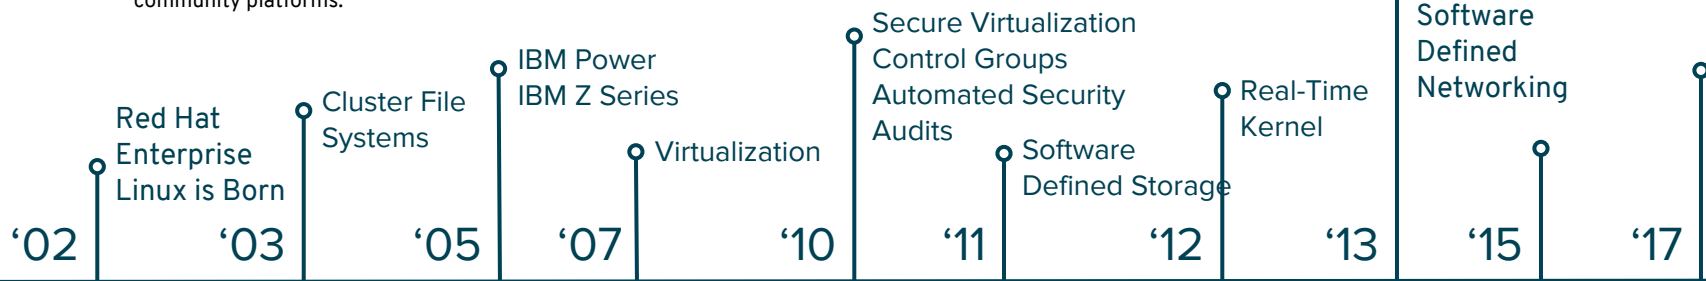 community platforms.
Red Hat
Enterprise
Linux is Born
Cluster File
Systems
IBM Power
IBM Z Series
Virtualization
Secure Virtualization
Control Groups
Automated Security
Audits
Software
Defined Storage
Real-Time
Kernel
Software
Defined
Networking
‘02
‘03
‘05
‘07
‘10
‘11
‘12
‘13
‘15
‘17